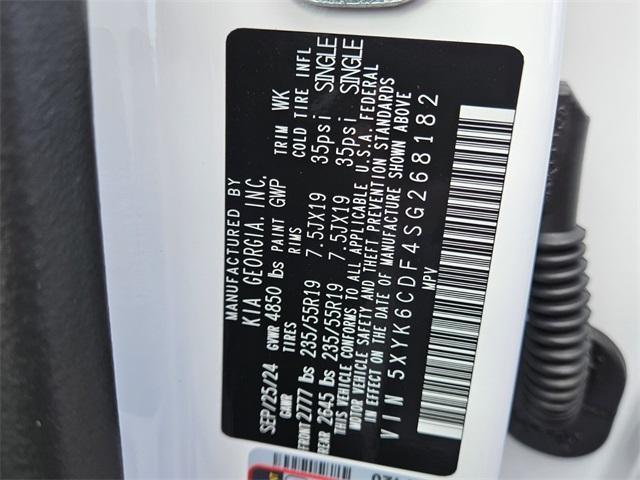 MANUFACTURED BY
KIA GEORGIA, INC.
SEP/25/24 GVWR 4850 lbs PAINT GWP TRIM WK
GAWR TIRES RIMS COLD TIRE INFL
FRONT 2777 lbs 235/55R19 7.5JX19 35psi SINGLE
REAR 2645 lbs 235/55R19 7.5JX19 35psi SINGLE
THIS VEHICLE CONFORMS TO ALL APPLICABLE U.S.A. FEDERAL
MOTOR VEHICLE SAFETY AND THEFT PREVENTION STANDARDS
IN EFFECT ON THE DATE OF MANUFACTURE SHOWN ABOVE
VIN 5XYK6CDF4SG268182
MPV